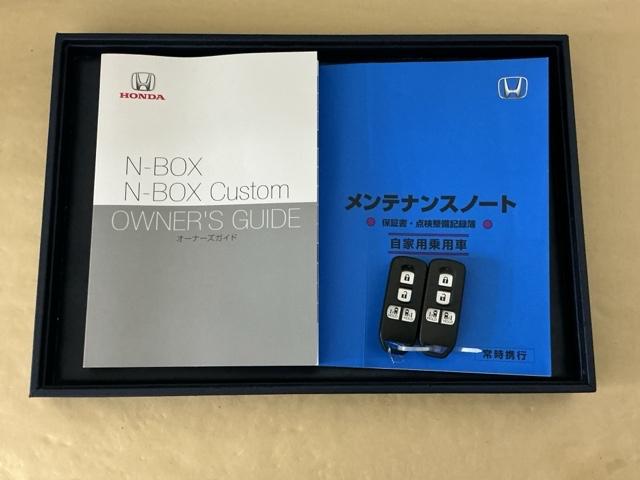 HONDA
N-BOX
N-BOX Custom
OWNER'S GUIDE
オーナーズガイド
メンテナンスノート
保証書・点検整備記録簿
自家用乗用車
常時携行